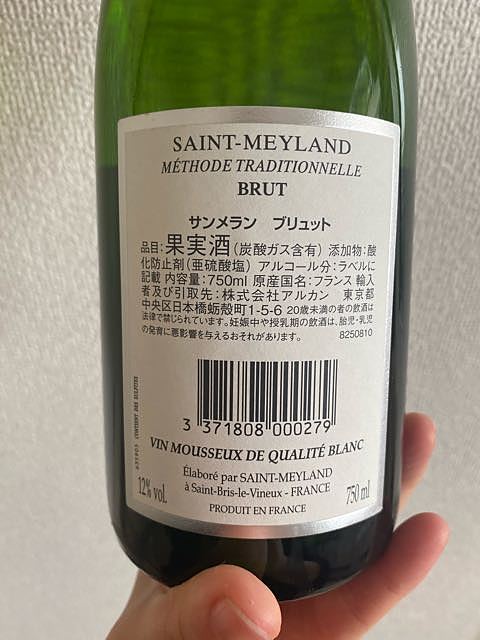 SAINT-MEYLAND
MÉTHODE TRADITIONNELLE
BRUT
サンメラン ブリュット
品目:果実酒(炭酸ガス含有) 添加物:酸
化防止剤(亜硫酸塩) アルコール分:ラベルに
記載 内容量:750ml 原産国名:フランス 輸入
者及び引取先:株式会社アルカン 東京都
中央区日本橋蛎殻町1-5-6 20歳未満の者の飲酒は
法律で禁じられています。妊娠中や授乳期の飲酒は、胎児・乳児
の発育に悪影響を与えるおそれがあります。 8250810
3 371808 000279
CONTIENT DES SULFITES
VIN MOUSSEUX DE QUALITÉ BLANC
Élaboré par SAINT-MEYLAND
12% vol. à Saint-Bris-le-Vineux - FRANCE 750 ml
PRODUIT EN FRANCE